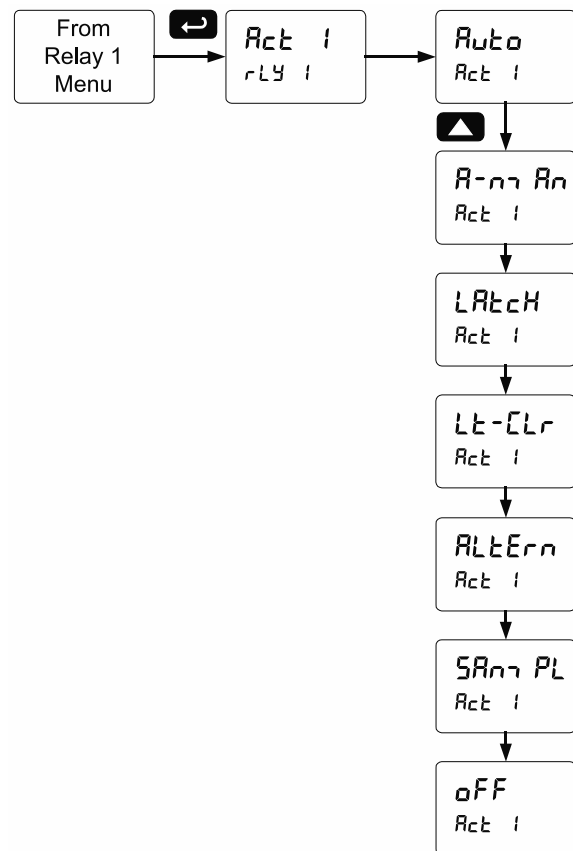 From
Relay 1
Menu
Act 1
rLY 1
Auto
Act 1
A-mAn
Act 1
LAtcH
Act 1
Lt-CLr
Act 1
ALtErn
Act 1
SAmPL
Act 1
oFF
Act 1